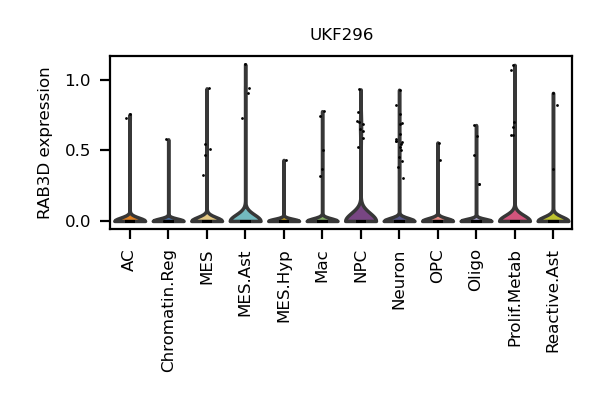 UKF296
RAB3D expression
1.0
0.5
0.0
AC
Chromatin.Reg
MES
MES.Ast
MES.Hyp
Mac
NPC
Neuron
OPC
Oligo
Prolif.Metab
Reactive.Ast